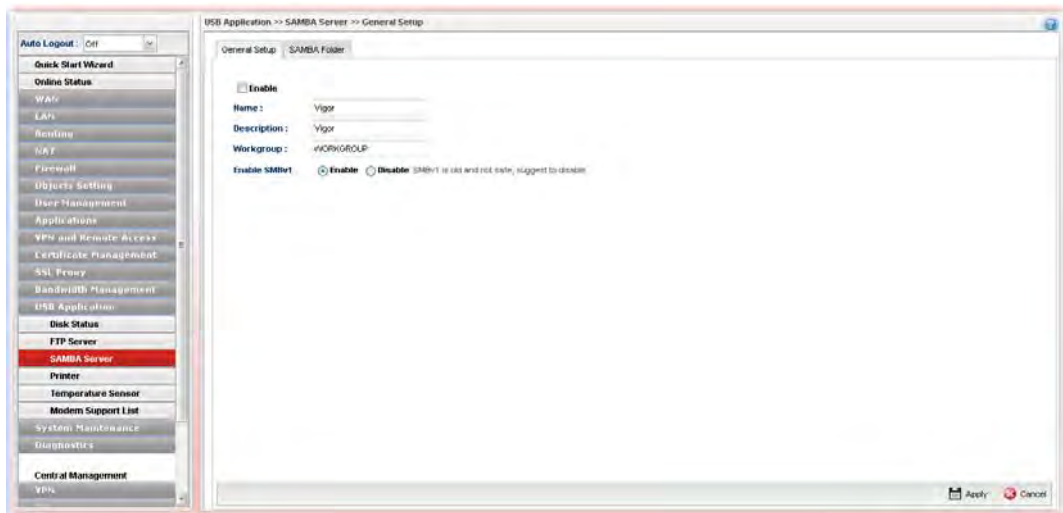 USB Application >> SAMBA Server >> General Setup
Auto Logout : Off
Quick Start Wizard
Online Status
WAN
LAN
Routing
NAT
Firewall
Objects Setting
User Management
Applications
VPN and Remote Access
Certificate Management
SSL Proxy
Bandwidth Management
USB Application
Disk Status
FTP Server
SAMBA Server
Printer
Temperature Sensor
Modem Support List
System Maintenance
Diagnostics
Central Management
VPN
General Setup
SAMBA Folder
Enable
Name : Vigor
Description : Vigor
Workgroup : WORKGROUP
Enable SMBv1 Enable Disable SMBv1 is old and not safe, suggest to disable
Apply Cancel